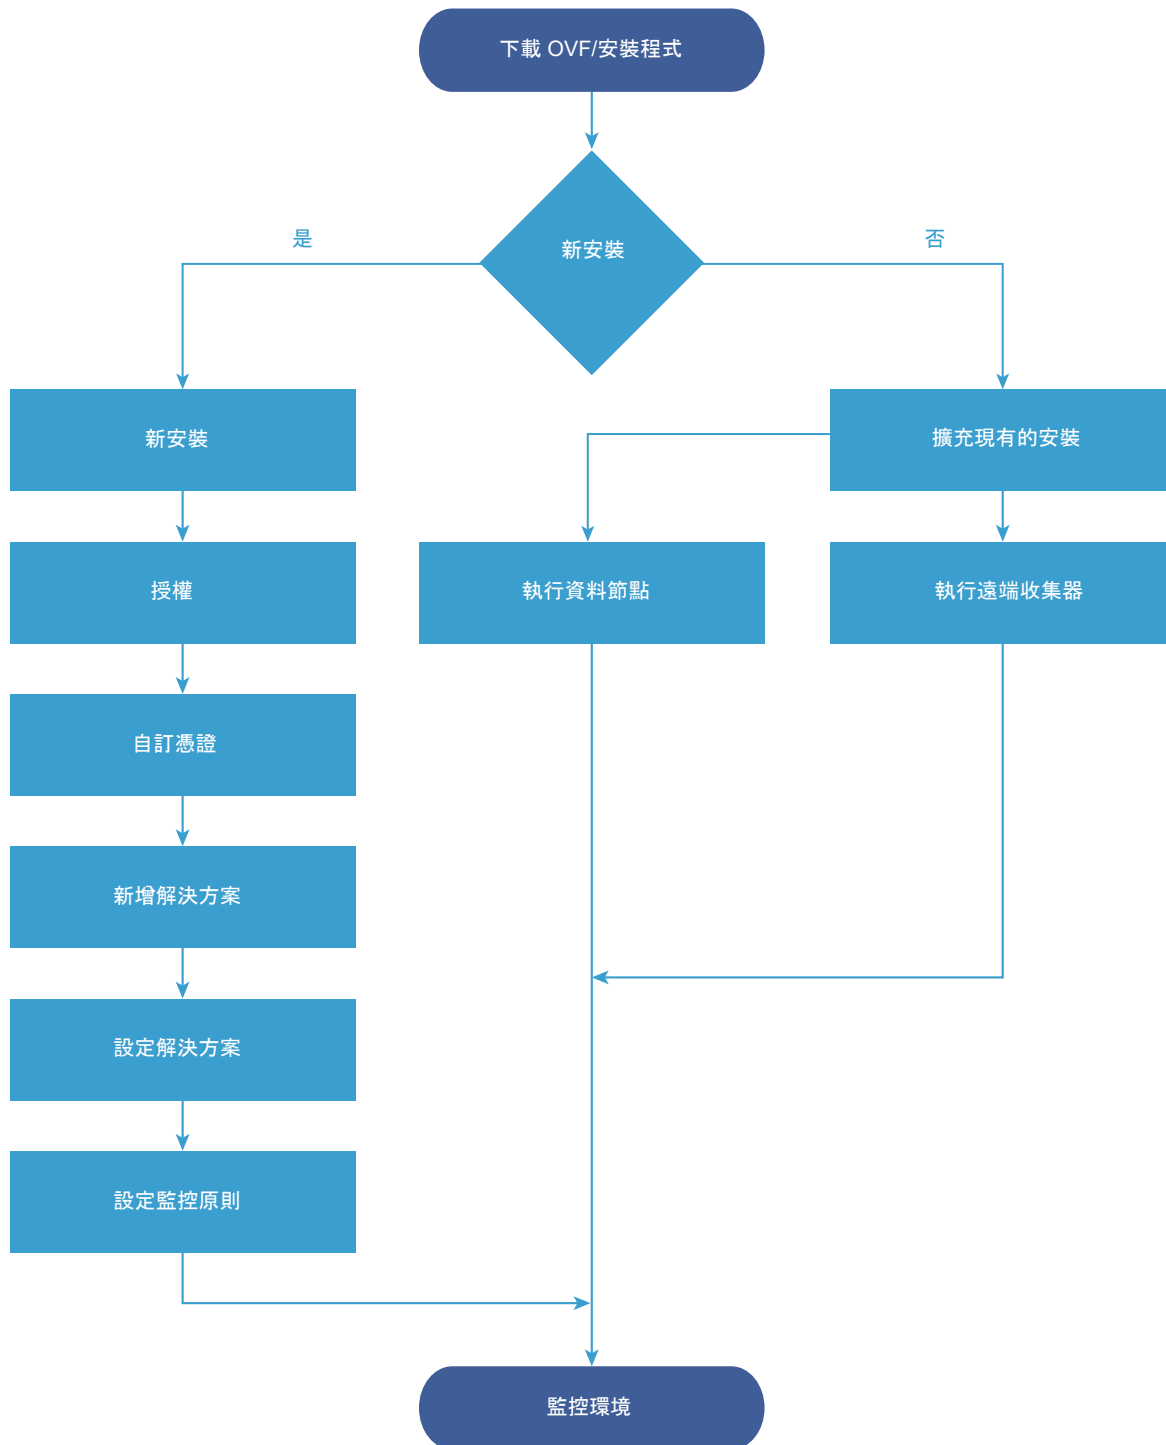 下載 OVF/安裝程式
新安裝
是
否
新安裝
擴充現有的安裝
授權
執行資料節點
執行遠端收集器
自訂憑證
新增解決方案
設定解決方案
設定監控原則
監控環境